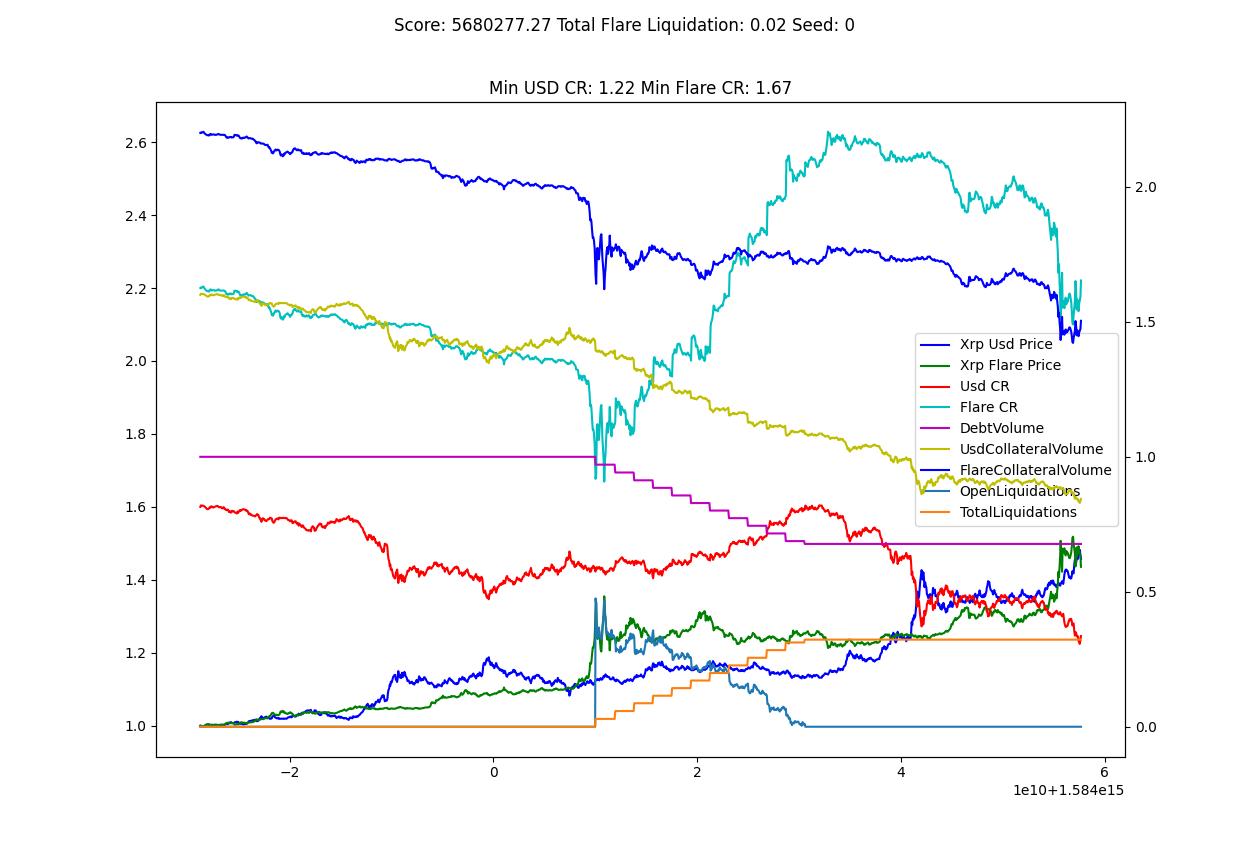 Score: 5680277.27 Total Flare Liquidation: 0.02 Seed: 0
Min USD CR: 1.22 Min Flare CR: 1.67
2.6
2.4
2.2
2.0
1.8
1.6
1.4
1.2
1.0
2.0
1.5
1.0
0.5
0.0
Xrp Usd Price
Xrp Flare Price
Usd CR
Flare CR
DebtVolume
UsdCollateralVolume
FlareCollateralVolume
OpenLiquidations
TotalLiquidations
−2 0 2 4 6
1e10+1.584e15